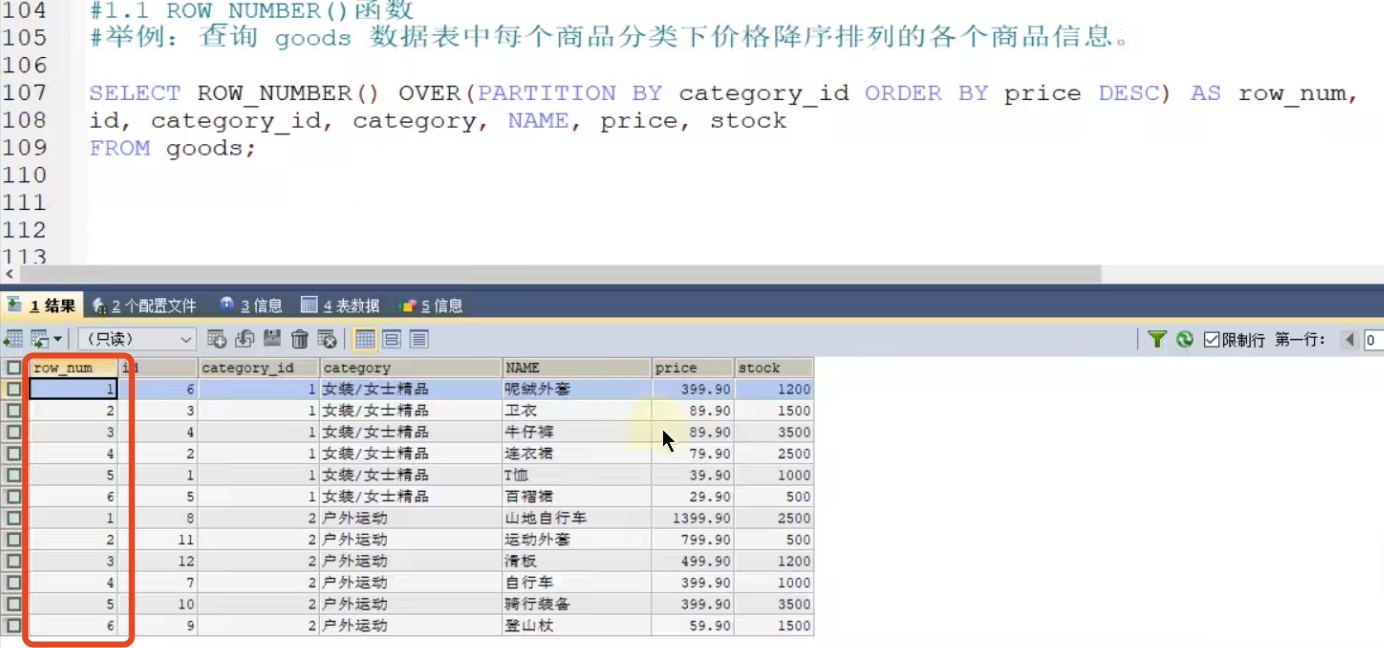 104 #1.1 ROW_NUMBER()函数
105 #举例：查询 goods 数据表中每个商品分类下价格降序排列的各个商品信息。
106
107 SELECT ROW_NUMBER() OVER(PARTITION BY category_id ORDER BY price DESC) AS row_num,
108 id, category_id, category, NAME, price, stock
109 FROM goods;
110
111
112
113
1 结果 2 个配置文件 3 信息 4 表数据 5 信息
（只读） 限制行 第一行： 0
row_num id category_id category NAME price stock
1 6 1 女装/女士精品 呢绒外套 399.90 1200
2 3 1 女装/女士精品 卫衣 89.90 1500
3 4 1 女装/女士精品 牛仔裤 89.90 3500
4 2 1 女装/女士精品 连衣裙 79.90 2500
5 1 1 女装/女士精品 T恤 39.90 1000
6 5 1 女装/女士精品 百褶裙 29.90 500
1 8 2 户外运动 山地自行车 1399.90 2500
2 11 2 户外运动 运动外套 799.90 500
3 12 2 户外运动 滑板 499.90 1200
4 7 2 户外运动 自行车 399.90 1000
5 10 2 户外运动 骑行装备 399.90 3500
6 9 2 户外运动 登山杖 59.90 1500